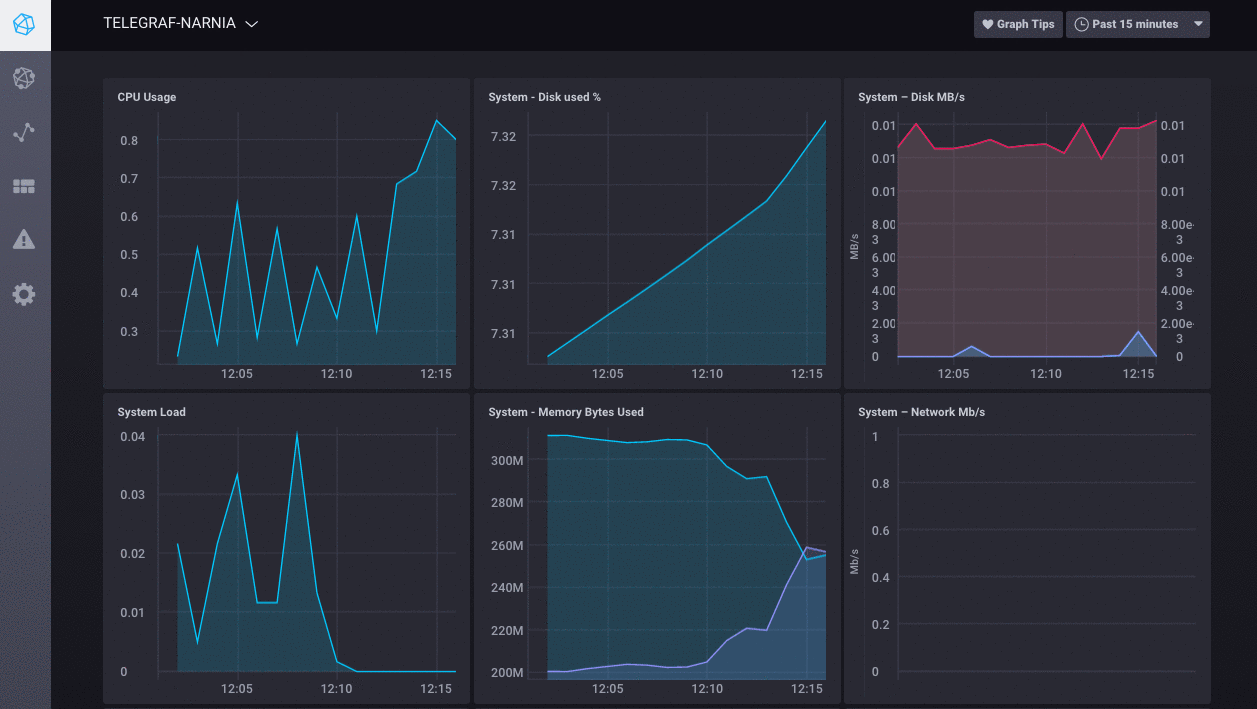 TELEGRAF-NARNIA
Graph Tips
Past 15 minutes
CPU Usage
0.8
0.7
0.6
0.5
0.4
0.3
12:05 12:10 12:15
System - Disk used %
7.32
7.32
7.31
7.31
7.31
12:05 12:10 12:15
System – Disk MB/s
MB/s
0.01 0.01
0.01 0.01
0.01 0.01
8.00 8.00e-
3 3
6.00 6.00e-
3 3
4.00 4.00e-
3 3
2.00 2.00e-
3 3
0 0
12:05 12:10 12:15
System Load
0.04
0.03
0.02
0.01
0
12:05 12:10 12:15
System - Memory Bytes Used
300M
280M
260M
240M
220M
200M
12:05 12:10 12:15
System – Network Mb/s
Mb/s
1
0.8
0.6
0.4
0.2
0